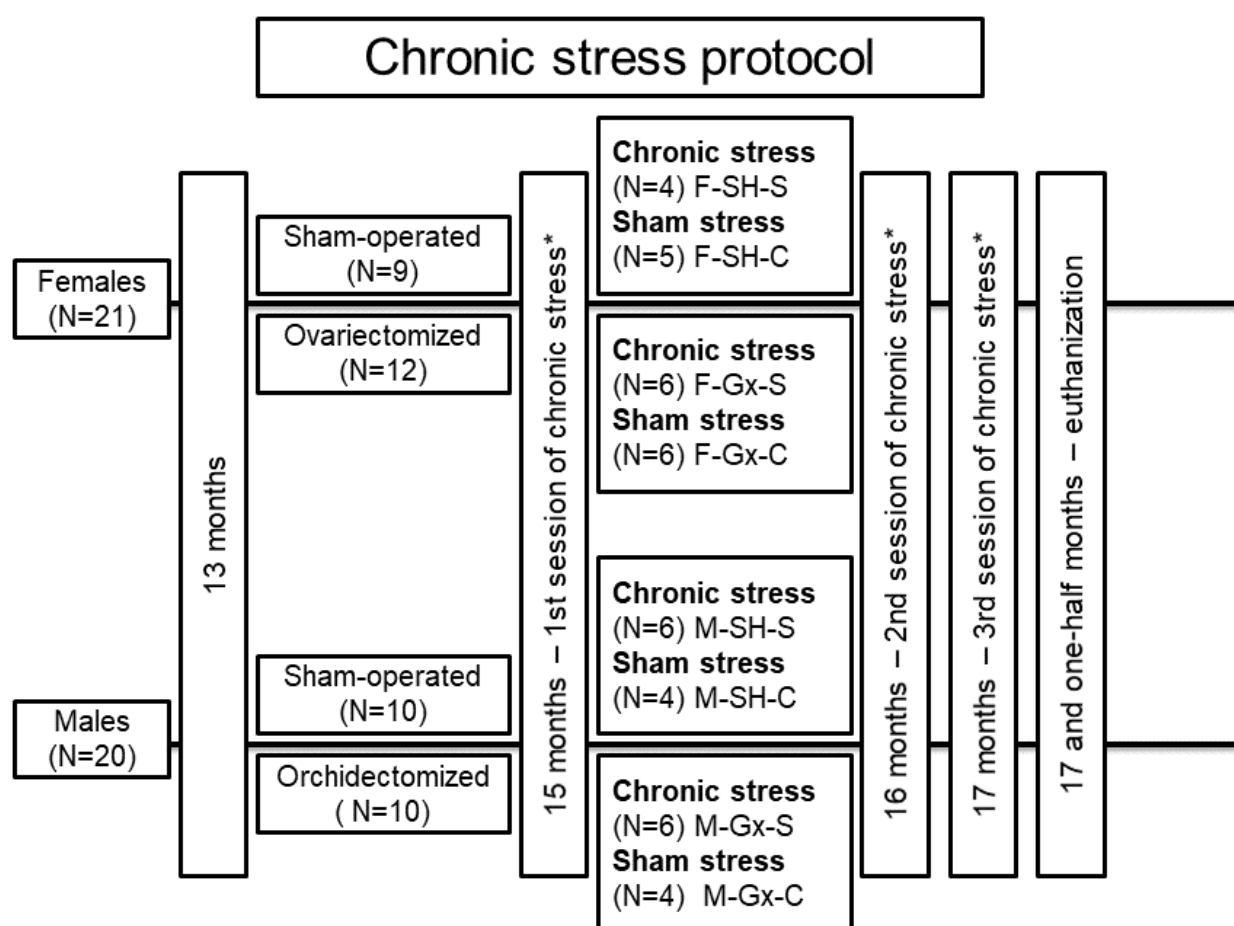 Chronic stress protocol
Females
(N=21)
Males
(N=20)
13 months
Sham-operated
(N=9)
Ovariectomized
(N=12)
Sham-operated
(N=10)
Orchidectomized
( N=10)
15 months – 1st session of chronic stress*
Chronic stress
(N=4) F-SH-S
Sham stress
(N=5) F-SH-C
Chronic stress
(N=6) F-Gx-S
Sham stress
(N=6) F-Gx-C
Chronic stress
(N=6) M-SH-S
Sham stress
(N=4) M-SH-C
Chronic stress
(N=6) M-Gx-S
Sham stress
(N=4) M-Gx-C
16 months – 2nd session of chronic stress*
17 months – 3rd session of chronic stress*
17 and one-half months – euthanization